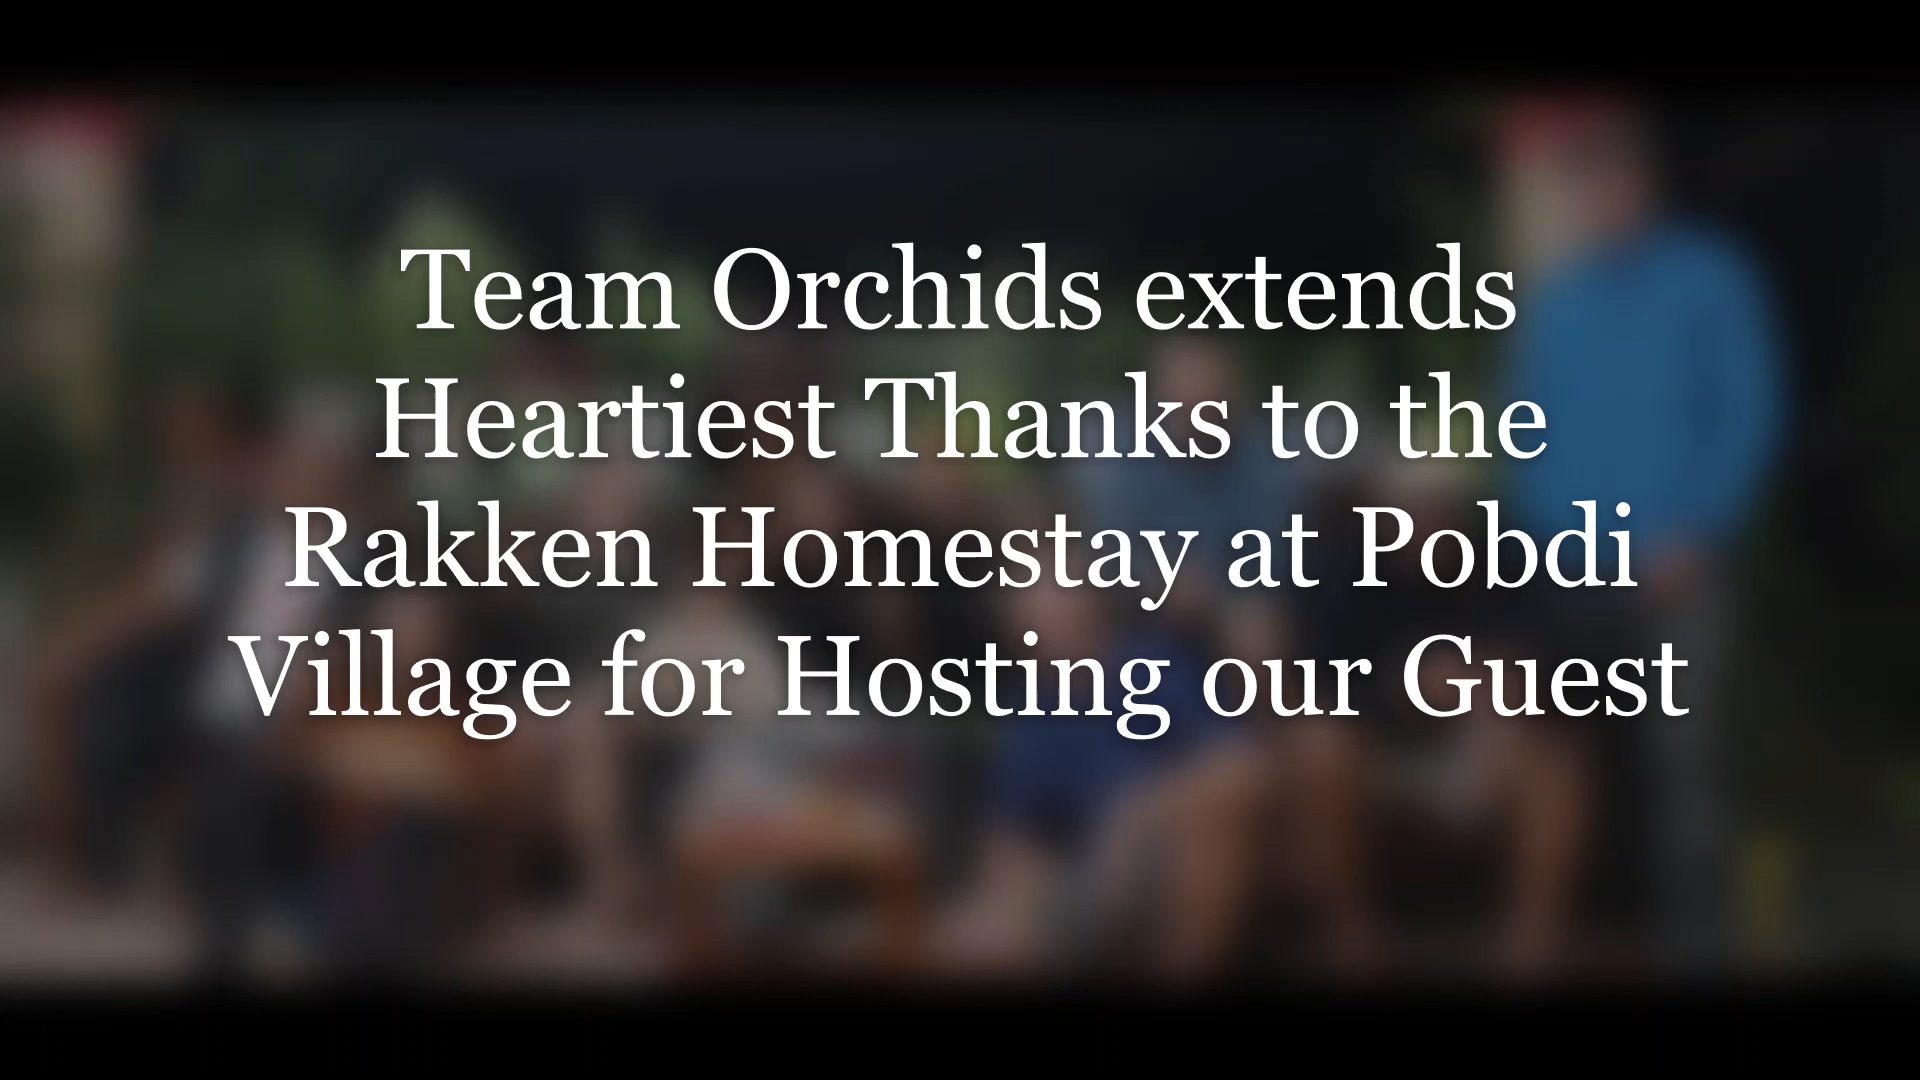 Team Orchids extends
Heartiest Thanks to the
Rakken Homestay at Pobdi
Village for Hosting our Guest